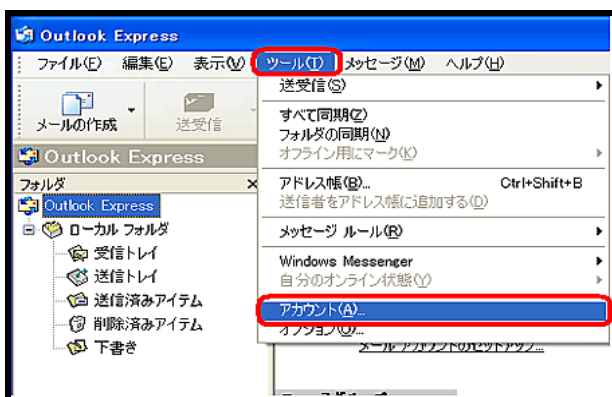 Outlook Express
ファイル(F) 編集(E) 表示(V) ツール(T) メッセージ(M) ヘルプ(H)
メールの作成 送受信
Outlook Express
フォルダ ×
Outlook Express
ローカル フォルダ
受信トレイ
送信トレイ
送信済みアイテム
削除済みアイテム
下書き
送受信(S)
すべて同期(Z)
フォルダの同期(N)
オフライン用にマーク(K)
アドレス帳(B)... Ctrl+Shift+B
送信者をアドレス帳に追加する(D)
メッセージ ルール(R)
Windows Messenger
自分のオンライン状態(Y)
アカウント(A)...
オプション(O)...
メール アカウントのセットアップ...